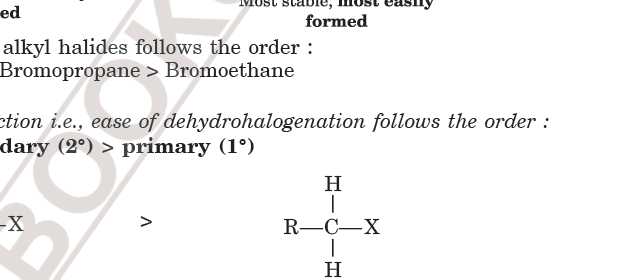 Most stable, most easily
ed
formed
alkyl halides follows the order :
Bromopropane > Bromoethane
ction i.e., ease of dehydrohalogenation follows the order :
dary (2°) > primary (1°)
H
|
–X > R—C—X
|
H
BOOK